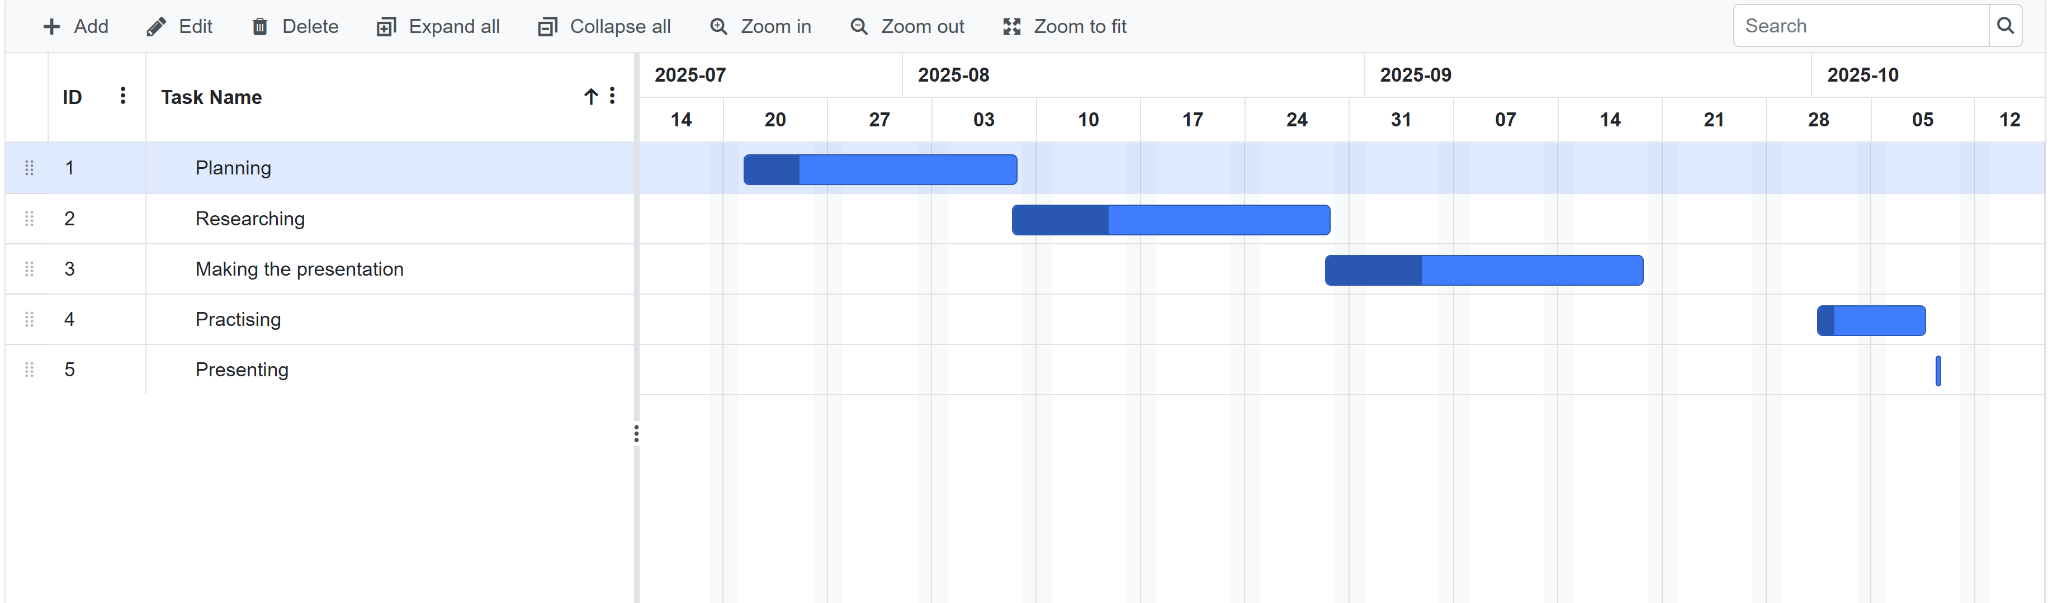 Add Edit Delete Expand all Collapse all Zoom in Zoom out Zoom to fit Search
ID Task Name
2025-07 2025-08 2025-09 2025-10
14 20 27 03 10 17 24 31 07 14 21 28 05 12
1 Planning
2 Researching
3 Making the presentation
4 Practising
5 Presenting